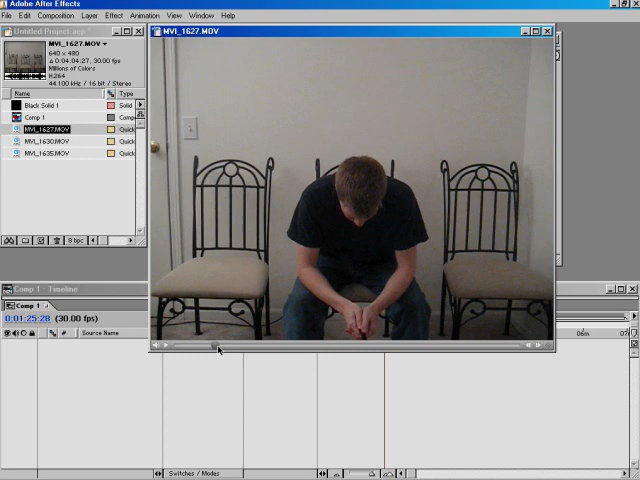 Adobe After Effects
File Edit Composition Layer Effect Animation View Window Help
Untitled Project.aep *
MVI_1627.MOV
MVI_1627.MOV
640 x 480
Δ 0:04:04:27, 30.00 fps
Millions of Colors
H.264
44.100 kHz / 16 bit / Stereo
Name Type
Black Solid 1 Solid
Comp 1 Comp
MVI_1627.MOV Quick
MVI_1630.MOV Quick
MVI_1635.MOV Quick
8 bpc
Comp 1 - Timeline
Comp 1
0:01:25:28 (30.00 fps)
# Source Name
06m
Switches / Modes